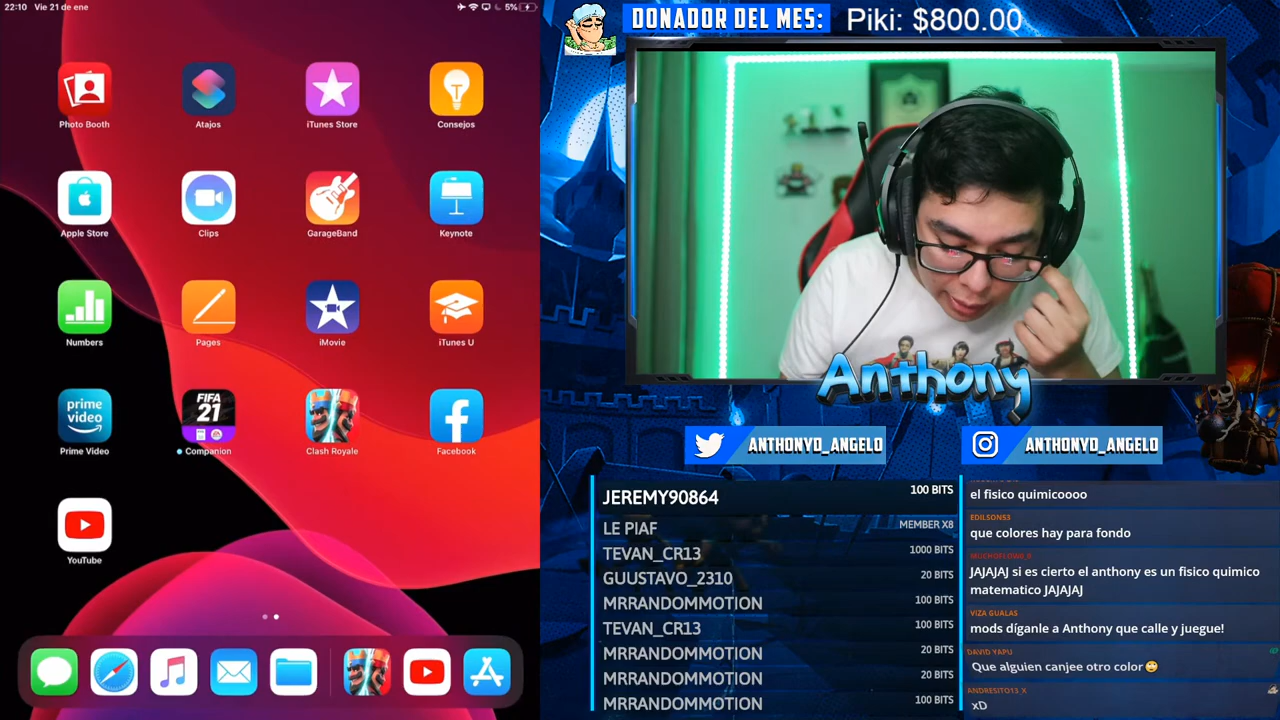 22:10 Vie 21 de ene
5%
Photo Booth
Atajos
iTunes Store
Consejos
Apple Store
Clips
GarageBand
Keynote
Numbers
Pages
iMovie
iTunes U
prime
video
FIFA
21
Prime Video
Companion
Clash Royale
Facebook
YouTube
DONADOR DEL MES: Piki: $800.00
Anthony
ANTHONYD_ANGELO
ANTHONYD_ANGELO
JEREMY90864 100 BITS
LE PIAF MEMBER X8
TEVAN_CR13 1000 BITS
GUUSTAVO_2310 20 BITS
MRRANDOMMOTION 100 BITS
TEVAN_CR13 100 BITS
MRRANDOMMOTION 20 BITS
MRRANDOMMOTION 20 BITS
MRRANDOMMOTION 100 BITS
el fisico quimicoooo
EDILSON53
que colores hay para fondo
JAJAJAJ si es cierto el anthony es un fisico quimico
matematico JAJAJAJ
VIZA GUALAS
mods díganle a Anthony que calle y juegue!
DAVID YAPU
Que alguien canjee otro color🙄
ANDRESITO13_X
xD